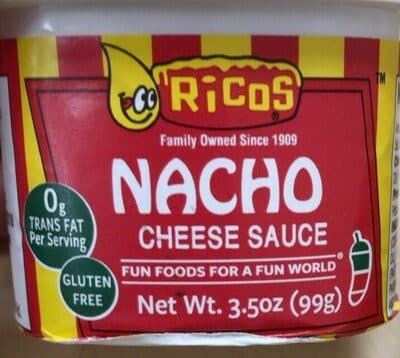 RICOS
®
TM
Family Owned Since 1909
NACHO
CHEESE SAUCE
0g
TRANS FAT
Per Serving
FUN FOODS FOR A FUN WORLD®
GLUTEN
FREE
Net Wt. 3.5oz (99g)